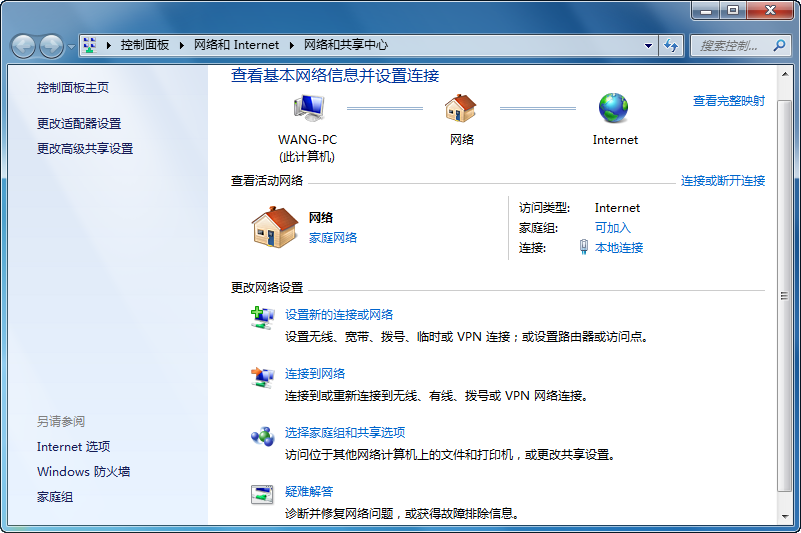 控制面板 ▸ 网络和 Internet ▸ 网络和共享中心
搜索控制...
控制面板主页
更改适配器设置
更改高级共享设置
另请参阅
Internet 选项
Windows 防火墙
家庭组
查看基本网络信息并设置连接
查看完整映射
WANG-PC
(此计算机)
网络
Internet
查看活动网络
连接或断开连接
网络
家庭网络
访问类型:
Internet
家庭组:
可加入
连接:
本地连接
更改网络设置
设置新的连接或网络
设置无线、宽带、拨号、临时或 VPN 连接；或设置路由器或访问点。
连接到网络
连接到或重新连接到无线、有线、拨号或 VPN 网络连接。
选择家庭组和共享选项
访问位于其他网络计算机上的文件和打印机，或更改共享设置。
疑难解答
诊断并修复网络问题，或获得故障排除信息。